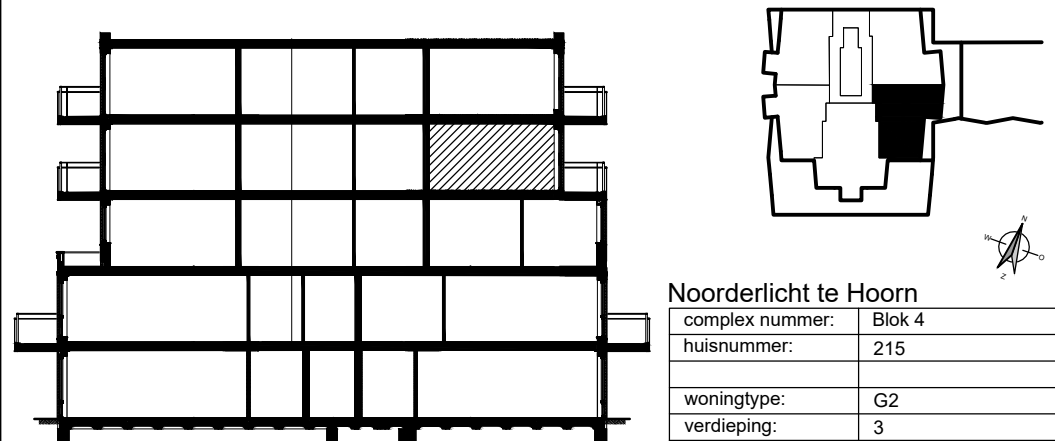 N
W
O
Z
Noorderlicht te Hoorn
complex nummer: Blok 4
huisnummer: 215
woningtype: G2
verdieping: 3